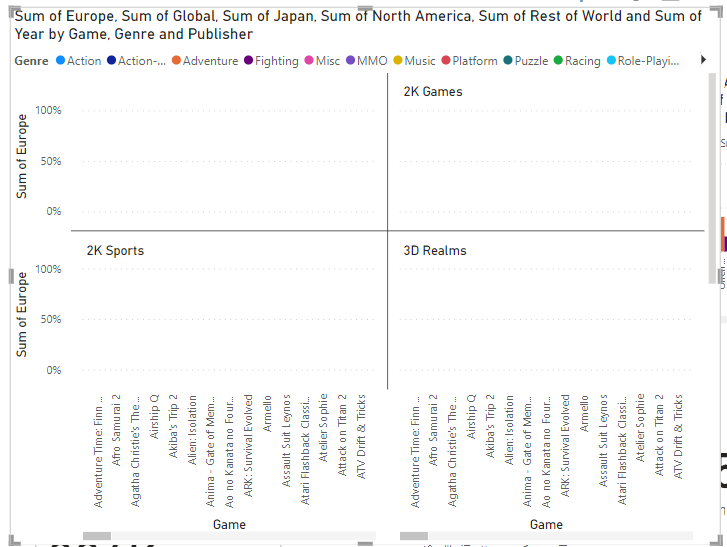 Sum of Europe, Sum of Global, Sum of Japan, Sum of North America, Sum of Rest of World and Sum of
Year by Game, Genre and Publisher
Genre Action Action-... Adventure Fighting Misc MMO Music Platform Puzzle Racing Role-Playi...
2K Games
Sum of Europe
100%
50%
0%
2K Sports
3D Realms
Sum of Europe
100%
50%
0%
Adventure Time: Finn ...
Afro Samurai 2
Agatha Christie's The...
Airship Q
Akiba's Trip 2
Alien: Isolation
Anima - Gate of Mem...
Ao no Kanata no Four...
ARK: Survival Evolved
Armello
Assault Suit Leynos
Atari Flashback Classi...
Atelier Sophie
Attack on Titan 2
ATV Drift & Tricks
Adventure Time: Finn ...
Afro Samurai 2
Agatha Christie's The...
Airship Q
Akiba's Trip 2
Alien: Isolation
Anima - Gate of Mem...
Ao no Kanata no Four...
ARK: Survival Evolved
Armello
Assault Suit Leynos
Atari Flashback Classi...
Atelier Sophie
Attack on Titan 2
ATV Drift & Tricks
Game
Game